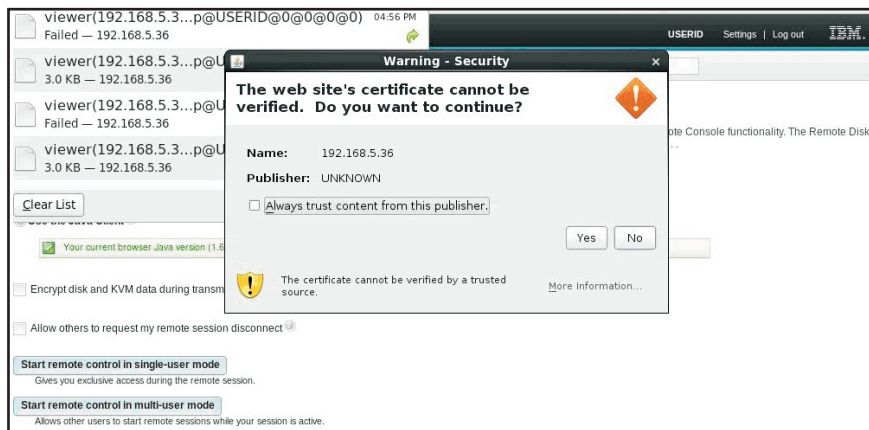 viewer(192.168.5.3...p@USERID@0@0@0@0) 04:56 PM
Failed — 192.168.5.36
USERID Settings | Log out IBM.
viewer(192.168.5.3...p@U
3.0 KB — 192.168.5.36
viewer(192.168.5.3...p@U
Failed — 192.168.5.36
viewer(192.168.5.3...p@U
3.0 KB — 192.168.5.36
Clear List
Warning - Security
The web site's certificate cannot be
verified. Do you want to continue?
Name: 192.168.5.36
Publisher: UNKNOWN
Always trust content from this publisher.
Yes No
The certificate cannot be verified by a trusted
source.
More Information...
ote Console functionality. The Remote Disk
Use the Java Client
Your current browser Java version (1.6
Encrypt disk and KVM data during transm
Allow others to request my remote session disconnect
Start remote control in single-user mode
Gives you exclusive access during the remote session.
Start remote control in multi-user mode
Allows other users to start remote sessions while your session is active.